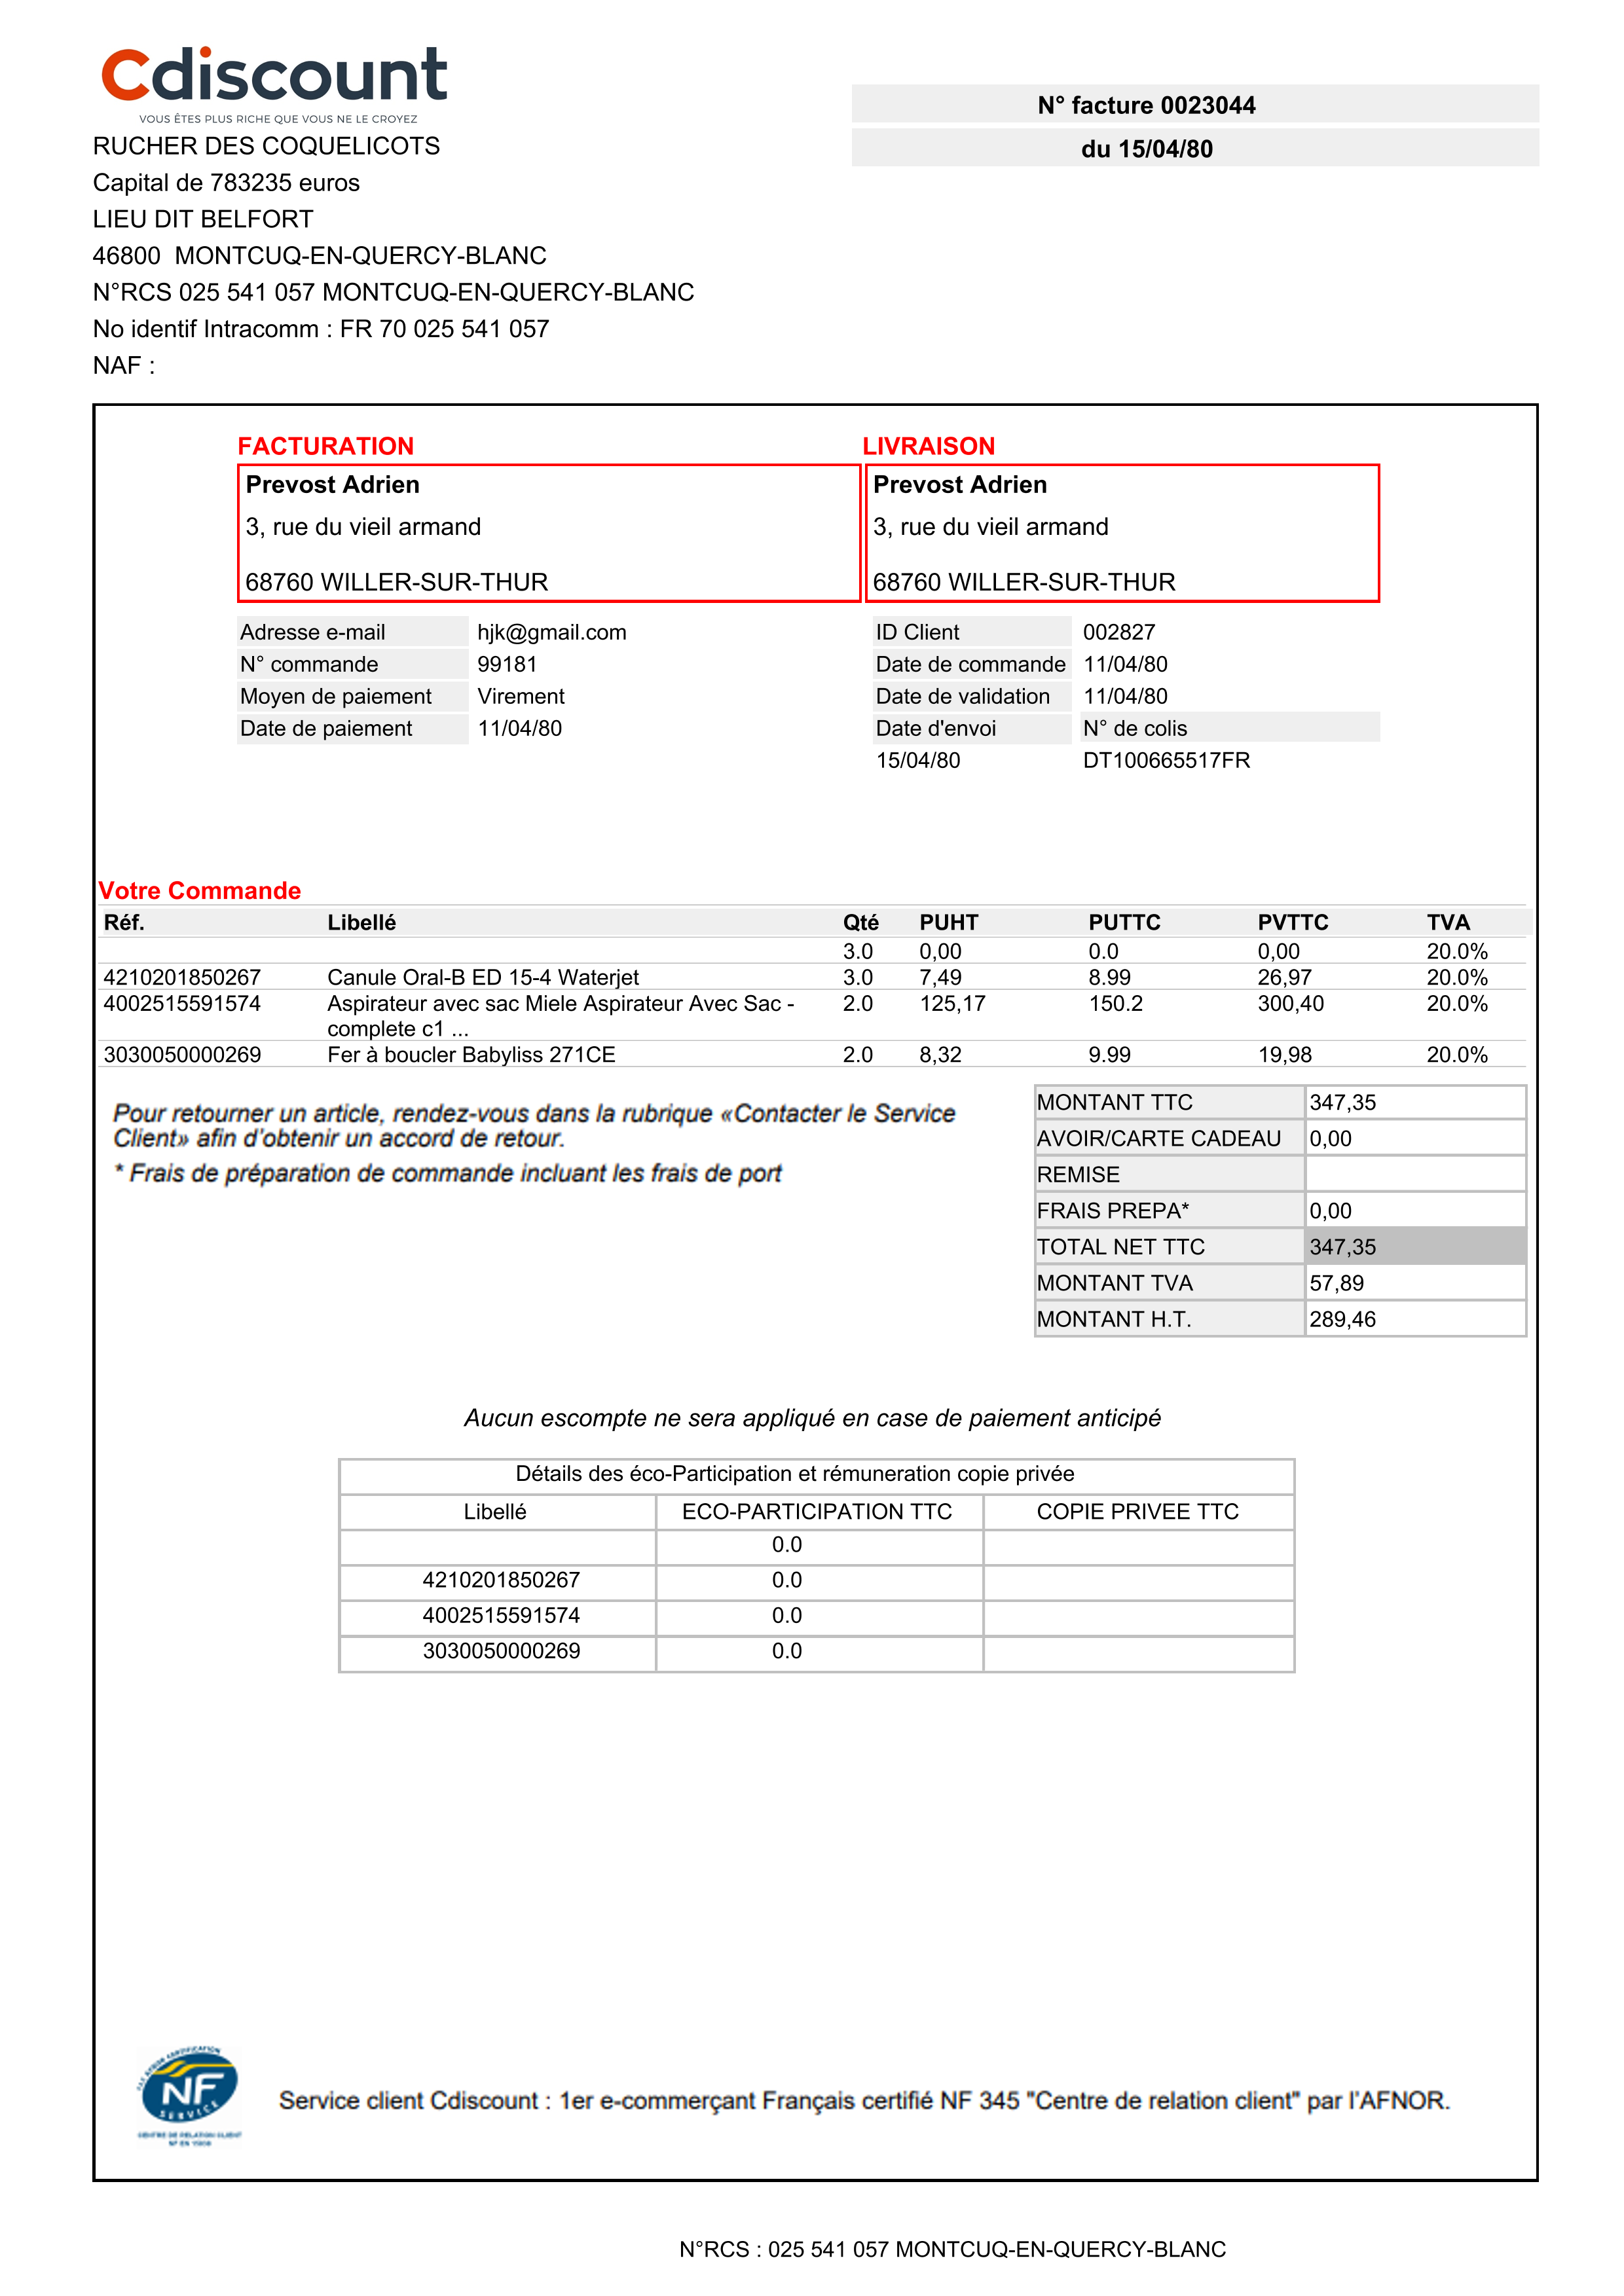 Cdiscount
VOUS ÊTES PLUS RICHE QUE VOUS NE LE CROYEZ
N° facture 0023044
du 15/04/80
RUCHER DES COQUELICOTS
Capital de 783235 euros
LIEU DIT BELFORT
46800 MONTCUQ-EN-QUERCY-BLANC
N°RCS 025 541 057 MONTCUQ-EN-QUERCY-BLANC
No identif Intracomm : FR 70 025 541 057
NAF :
FACTURATION
Prevost Adrien
3, rue du vieil armand
68760 WILLER-SUR-THUR
LIVRAISON
Prevost Adrien
3, rue du vieil armand
68760 WILLER-SUR-THUR
Adresse e-mail hjk@gmail.com
N° commande 99181
Moyen de paiement Virement
Date de paiement 11/04/80
ID Client 002827
Date de commande 11/04/80
Date de validation 11/04/80
Date d'envoi N° de colis
15/04/80 DT100665517FR
Votre Commande
Réf. Libellé Qté PUHT PUTTC PVTTC TVA
3.0 0,00 0.0 0,00 20.0%
4210201850267 Canule Oral-B ED 15-4 Waterjet 3.0 7,49 8.99 26,97 20.0%
4002515591574 Aspirateur avec sac Miele Aspirateur Avec Sac - 2.0 125,17 150.2 300,40 20.0%
complete c1 ...
3030050000269 Fer à boucler Babyliss 271CE 2.0 8,32 9.99 19,98 20.0%
Pour retourner un article, rendez-vous dans la rubrique «Contacter le Service
Client» afin d'obtenir un accord de retour.
* Frais de préparation de commande incluant les frais de port
MONTANT TTC 347,35
AVOIR/CARTE CADEAU 0,00
REMISE
FRAIS PREPA* 0,00
TOTAL NET TTC 347,35
MONTANT TVA 57,89
MONTANT H.T. 289,46
Aucun escompte ne sera appliqué en case de paiement anticipé
Détails des éco-Participation et rémuneration copie privée
Libellé ECO-PARTICIPATION TTC COPIE PRIVEE TTC
0.0
4210201850267 0.0
4002515591574 0.0
3030050000269 0.0
NF
SERVICE
CENTRE DE RELATION CLIENT
Service client Cdiscount : 1er e-commerçant Français certifié NF 345 "Centre de relation client" par l'AFNOR.
N°RCS : 025 541 057 MONTCUQ-EN-QUERCY-BLANC